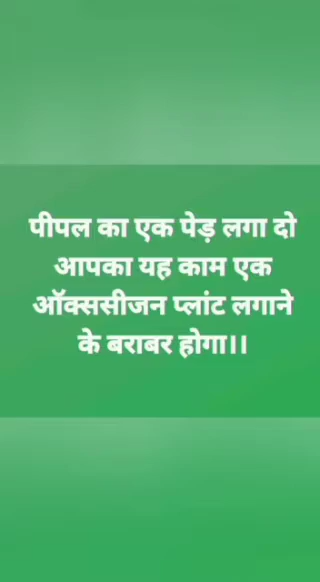 पीपल का एक पेड़ लगा दो
आपका यह काम एक
ऑक्ससीजन प्लांट लगाने
के बराबर होगा।।